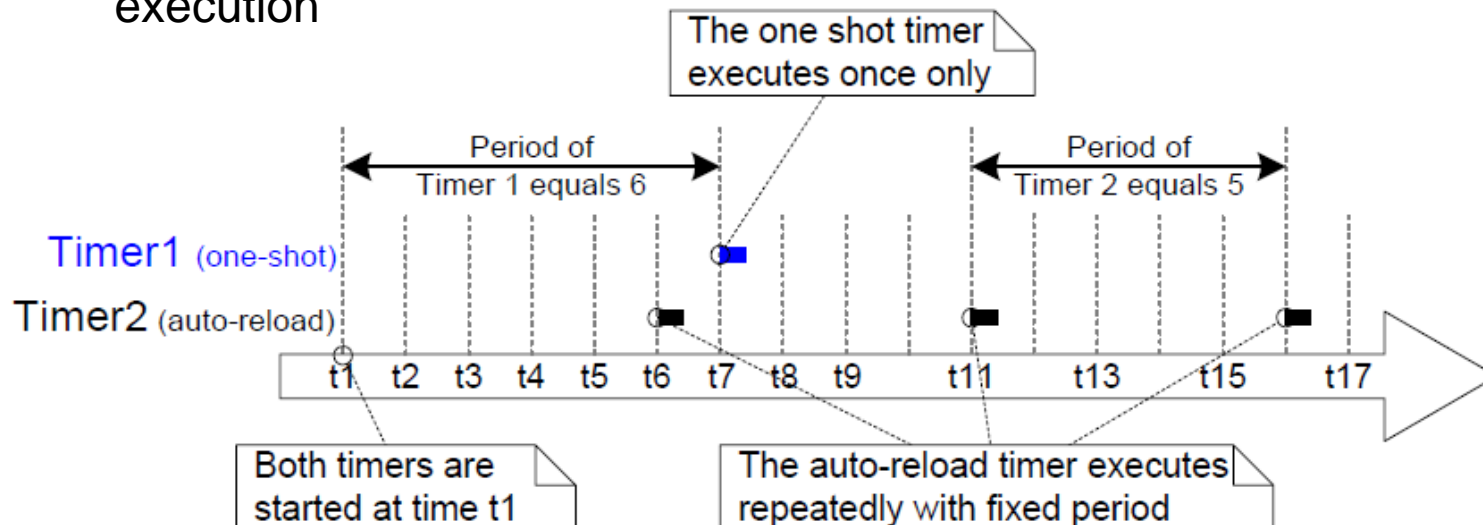 execution
The one shot timer
executes once only
Period of
Timer 1 equals 6
Period of
Timer 2 equals 5
Timer1 (one-shot)
Timer2 (auto-reload)
t1 t2 t3 t4 t5 t6 t7 t8 t9 t11 t13 t15 t17
Both timers are
started at time t1
The auto-reload timer executes
repeatedly with fixed period